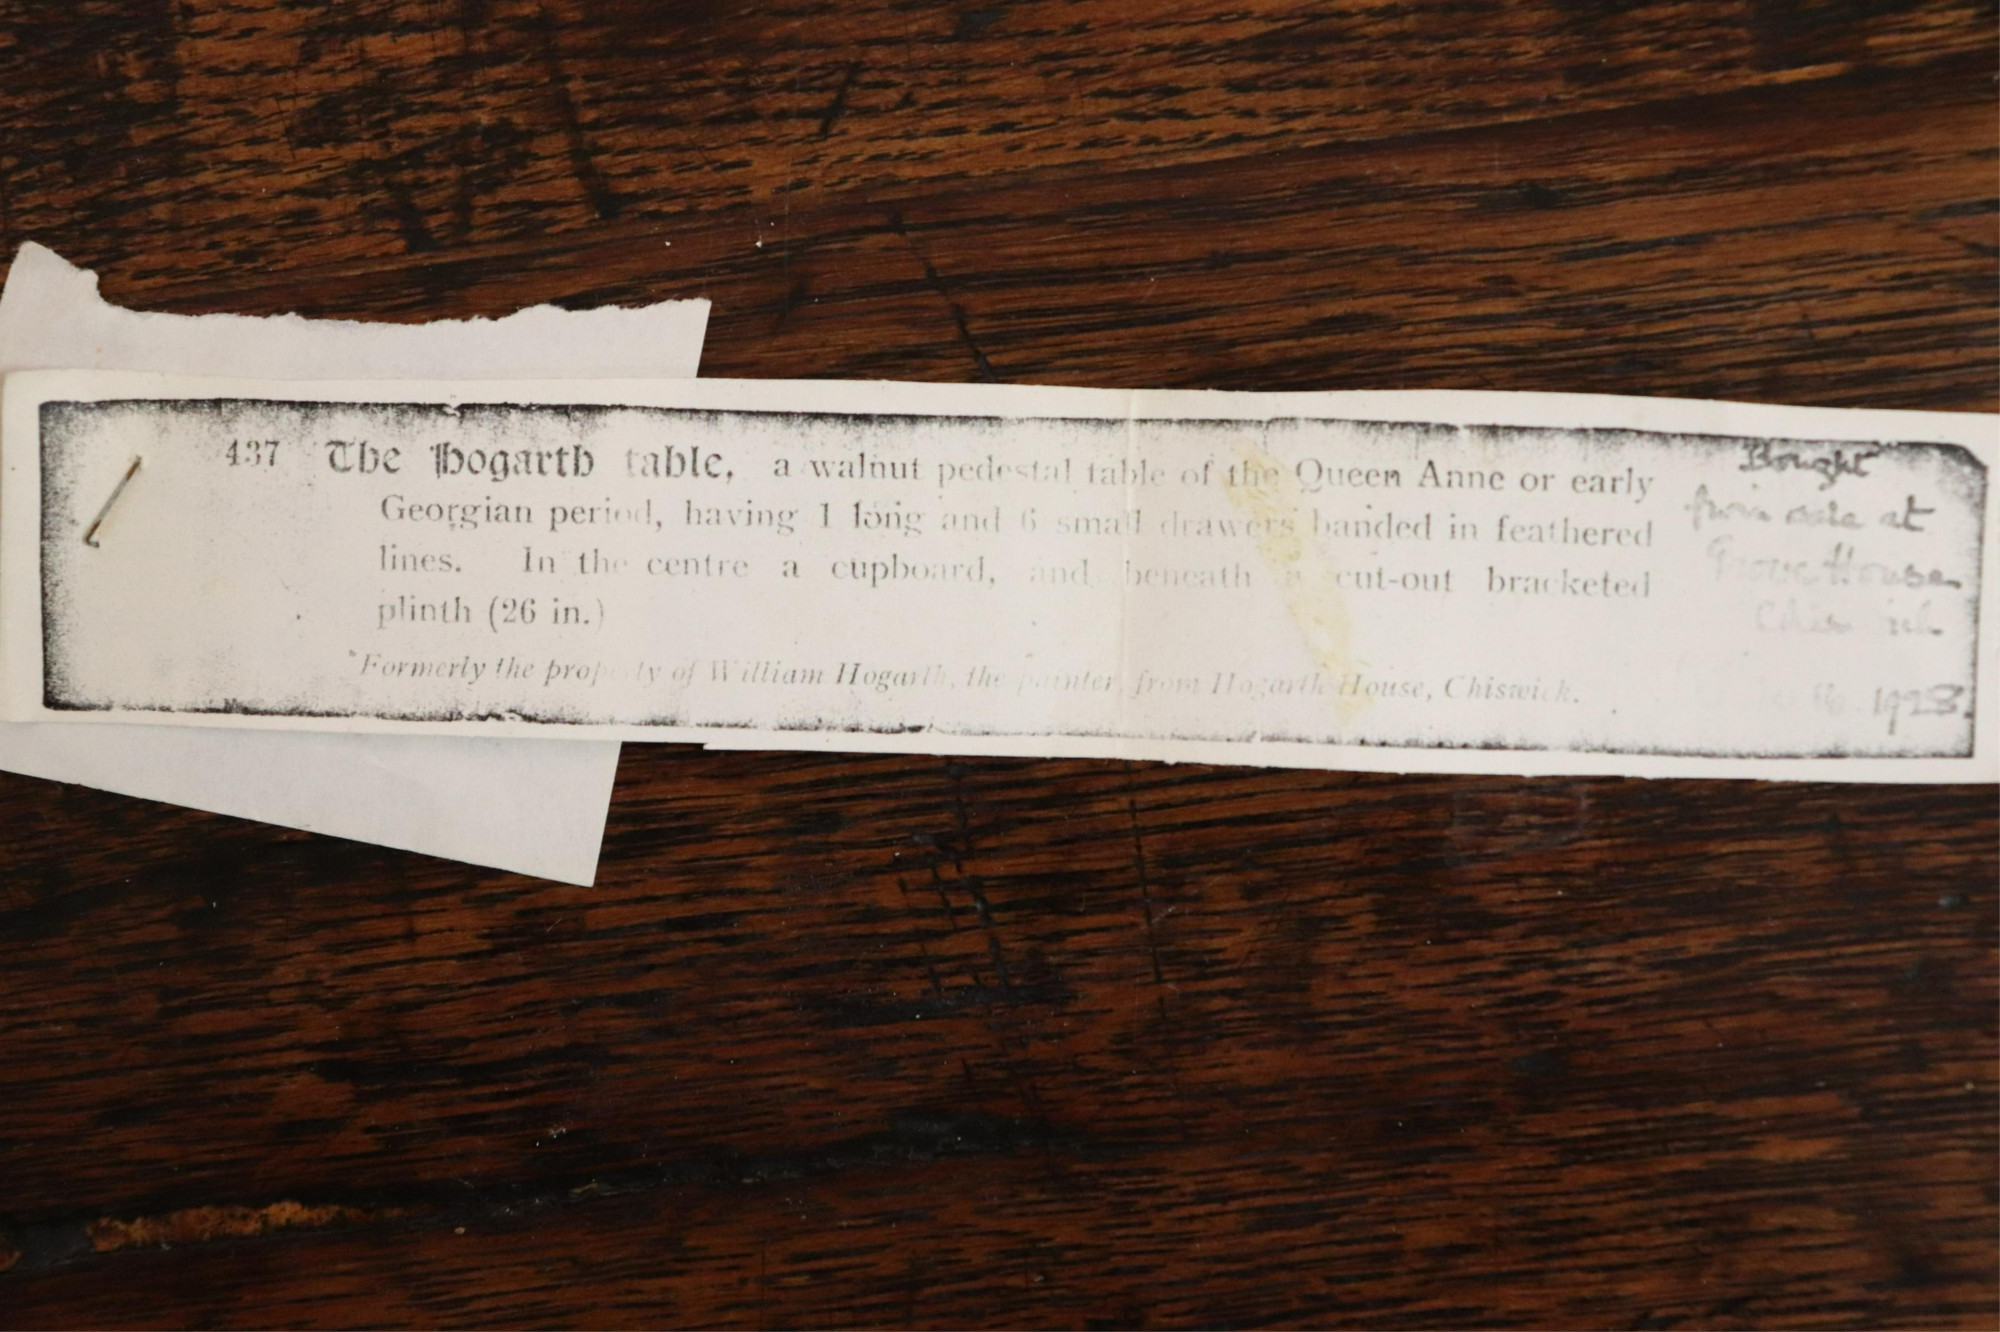 437 The Hogarth table, a walnut pedestal table of the Queen Anne or early
Georgian period, having 1 long and 6 small drawers banded in feathered
lines. In the centre a cupboard, and beneath a cut-out bracketed
plinth (26 in.)
*Formerly the property of William Hogarth, the painter, from Hogarth House, Chiswick.
Bought
from sale at
Grove House
Chiswick
1928.